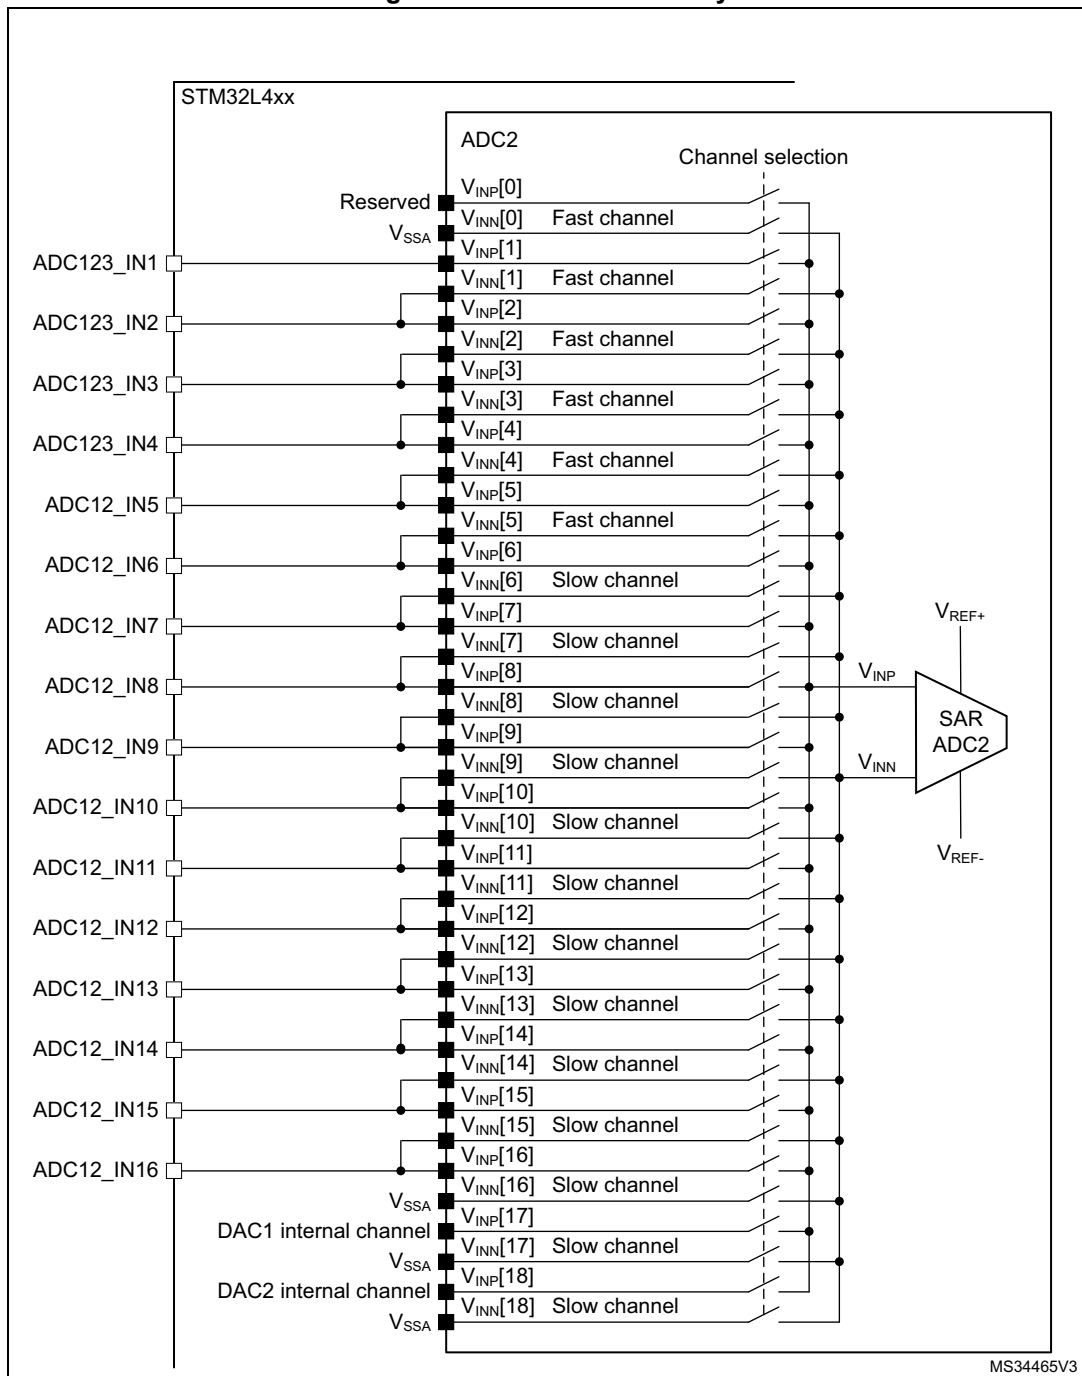 STM32L4xx
ADC2
Channel selection
Reserved
VINP[0]
VINN[0] Fast channel
VSSA
ADC123_IN1
VINP[1]
VINN[1] Fast channel
ADC123_IN2
VINP[2]
VINN[2] Fast channel
ADC123_IN3
VINP[3]
VINN[3] Fast channel
ADC123_IN4
VINP[4]
VINN[4] Fast channel
ADC12_IN5
VINP[5]
VINN[5] Fast channel
ADC12_IN6
VINP[6]
VINN[6] Slow channel
ADC12_IN7
VINP[7]
VINN[7] Slow channel
ADC12_IN8
VINP[8]
VINN[8] Slow channel
ADC12_IN9
VINP[9]
VINN[9] Slow channel
ADC12_IN10
VINP[10]
VINN[10] Slow channel
ADC12_IN11
VINP[11]
VINN[11] Slow channel
ADC12_IN12
VINP[12]
VINN[12] Slow channel
ADC12_IN13
VINP[13]
VINN[13] Slow channel
ADC12_IN14
VINP[14]
VINN[14] Slow channel
ADC12_IN15
VINP[15]
VINN[15] Slow channel
ADC12_IN16
VINP[16]
VINN[16] Slow channel
VSSA
DAC1 internal channel
VINP[17]
VINN[17] Slow channel
VSSA
DAC2 internal channel
VINP[18]
VINN[18] Slow channel
VSSA
VREF+
VINP
SAR
ADC2
VINN
VREF-
MS34465V3